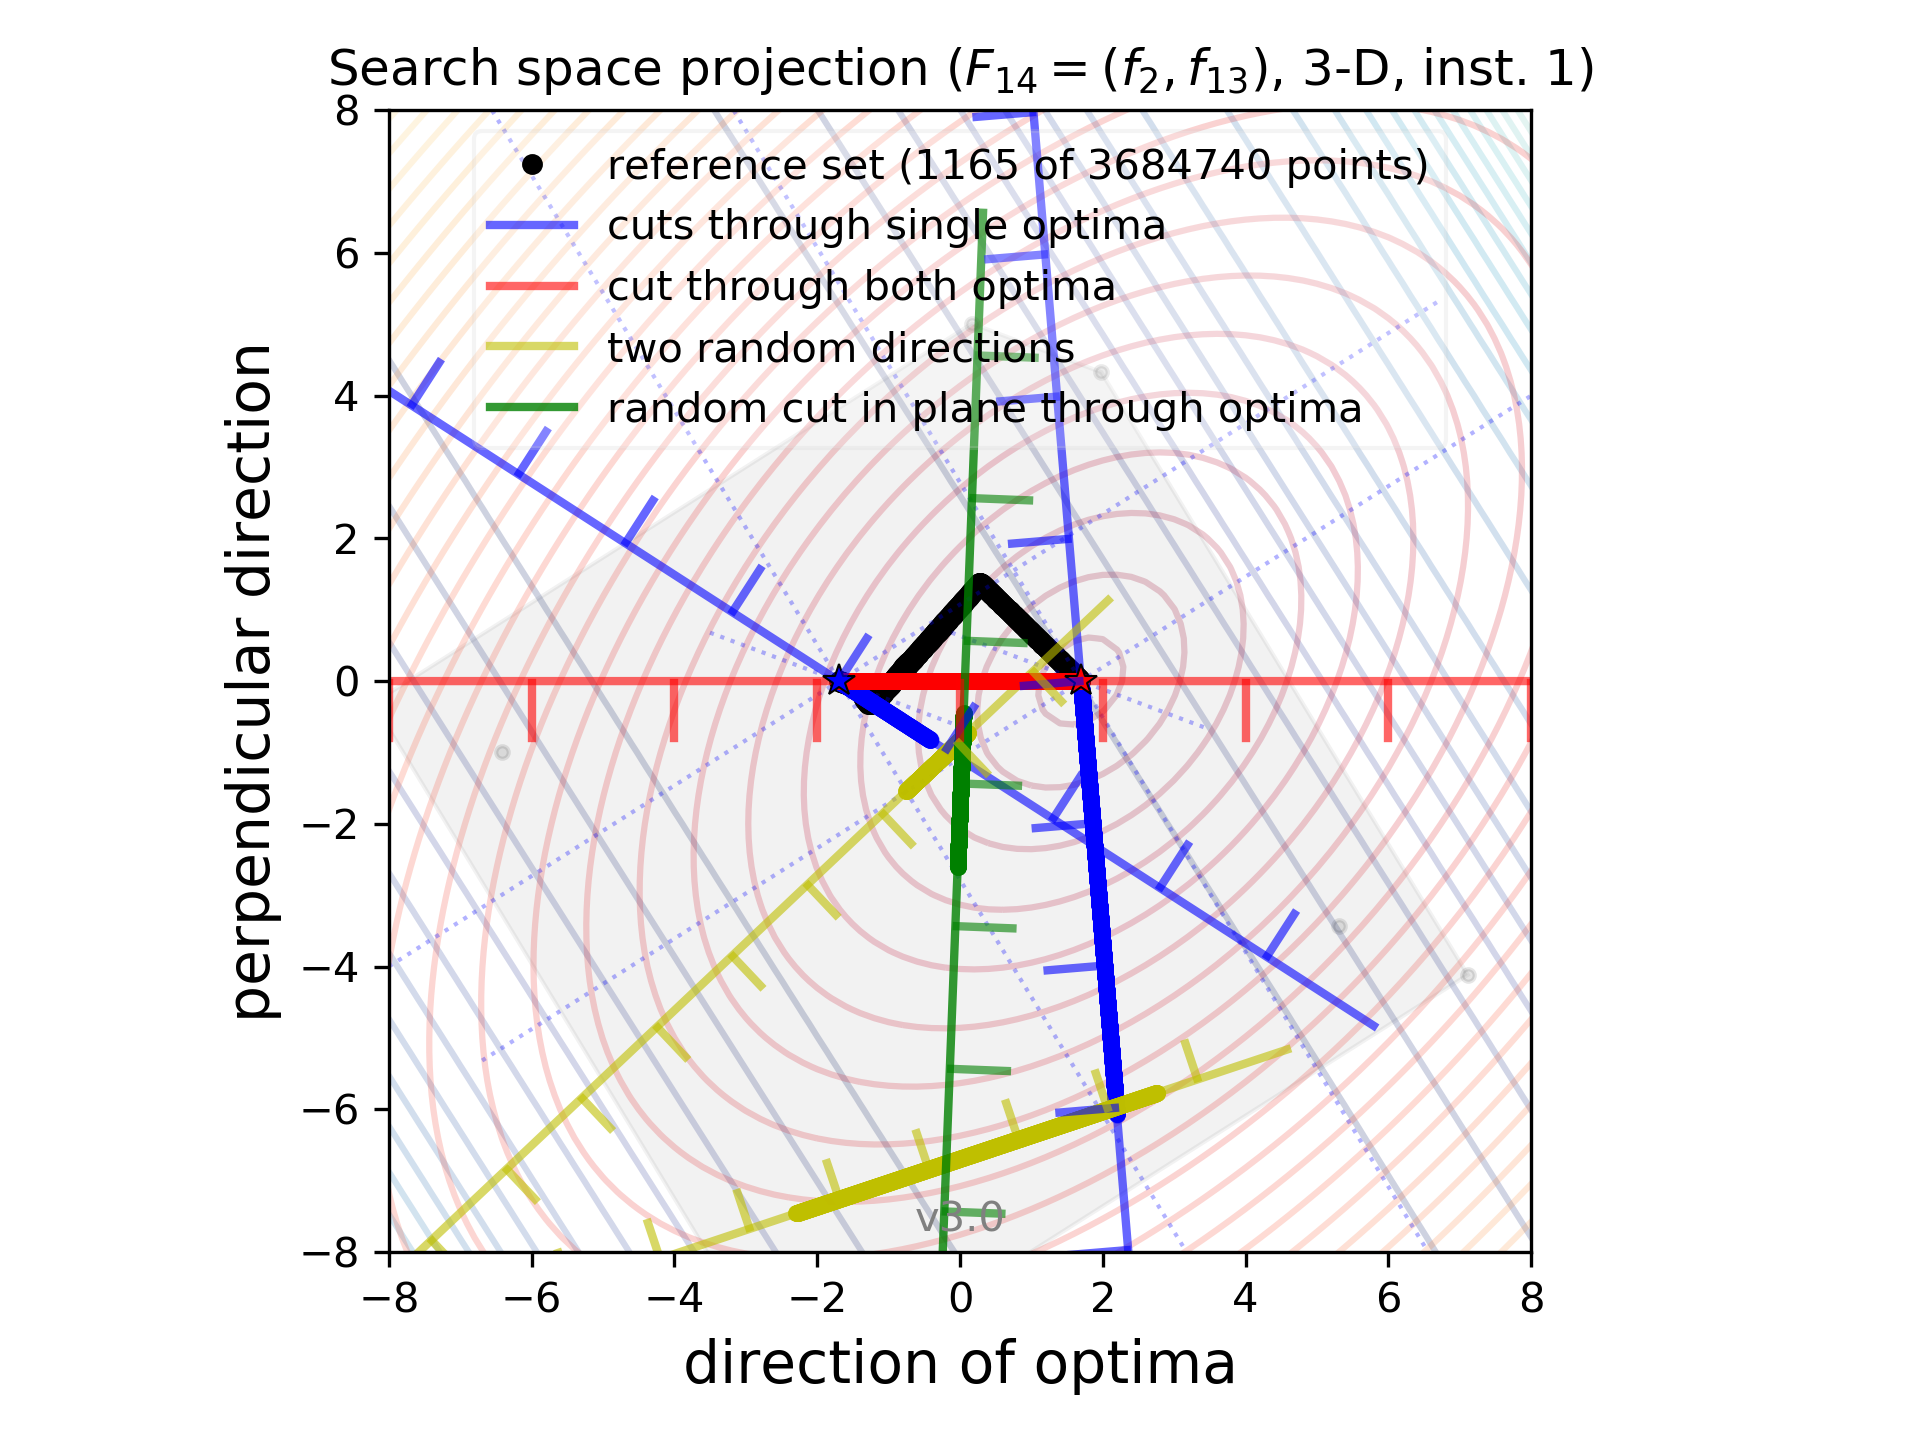 Search space projection (F₁₄ = (f₂, f₁₃), 3-D, inst. 1)
reference set (1165 of 3684740 points)
cuts through single optima
cut through both optima
two random directions
random cut in plane through optima
8
6
4
2
0
−2
−4
−6
−8
perpendicular direction
v3.0
−8 −6 −4 −2 0 2 4 6 8
direction of optima